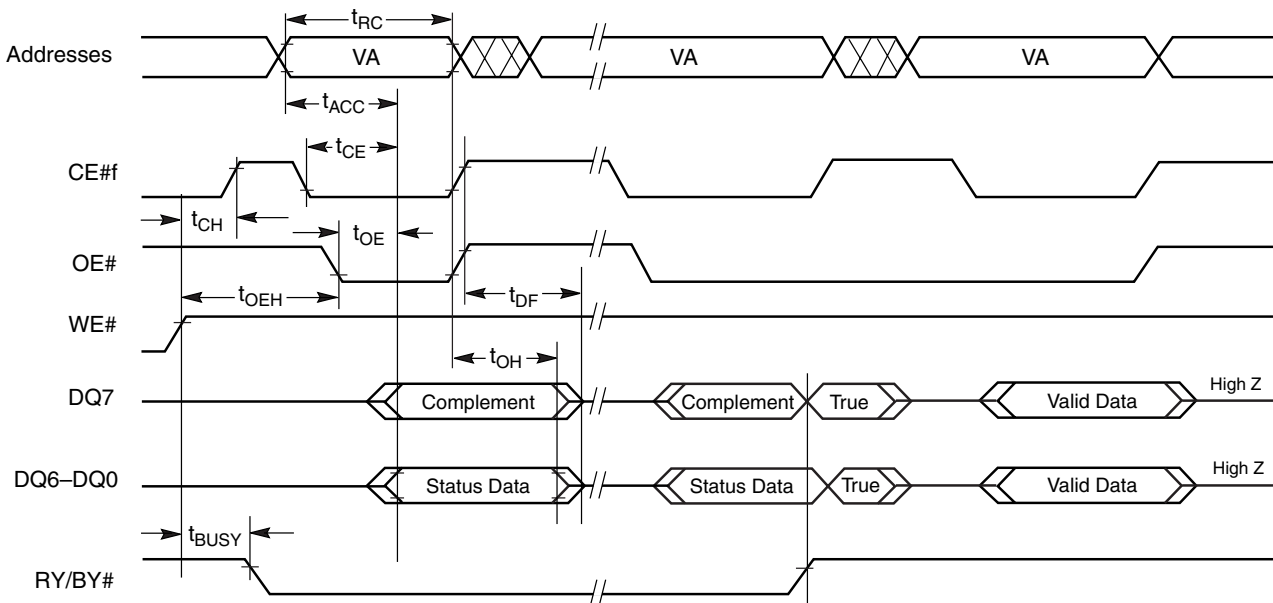 tRC
Addresses VA VA VA
tACC
tCE
CE#f
tCH
tOE
OE#
tOEH
tDF
WE#
tOH
DQ7 Complement Complement True Valid Data High Z
DQ6–DQ0 Status Data Status Data True Valid Data High Z
tBUSY
RY/BY#